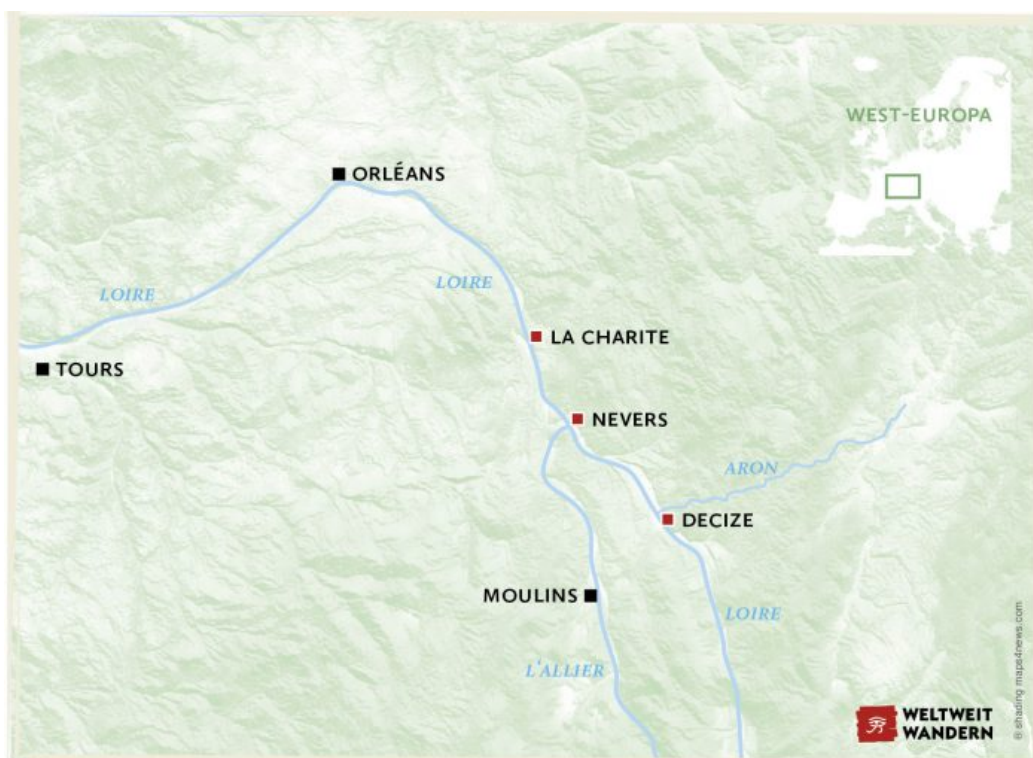 WEST-EUROPA
ORLÉANS
LOIRE
LOIRE
LA CHARITE
TOURS
NEVERS
ARON
DECIZE
MOULINS
LOIRE
L'ALLIER
WELTWEIT
WANDERN
© shading maps4news.com